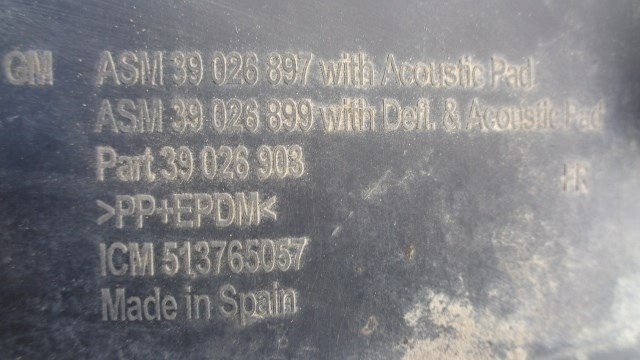 GM ASM 39 026 897 with Acoustic Pad
ASM 39 026 899 with Defl. & Acoustic Pad
Part 39 026 903
>PP+EPDM<
ICM 513765057
Made in Spain